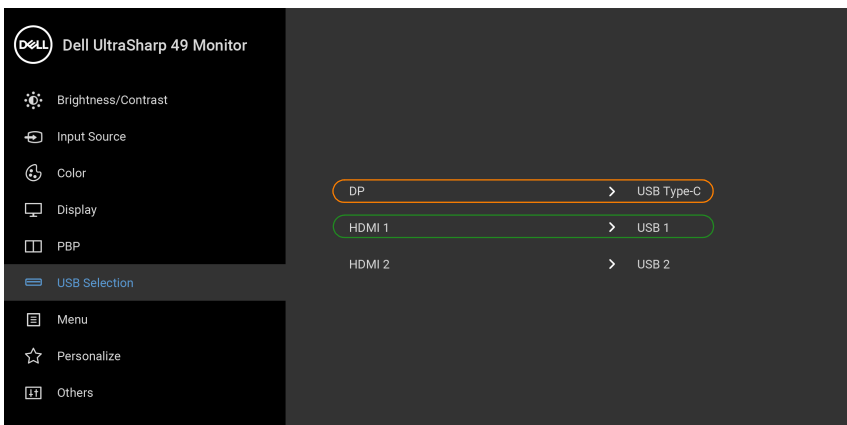 DELL
Dell UltraSharp 49 Monitor
Brightness/Contrast
Input Source
Color
Display
PBP
USB Selection
Menu
Personalize
Others
DP USB Type-C
HDMI 1 USB 1
HDMI 2 USB 2